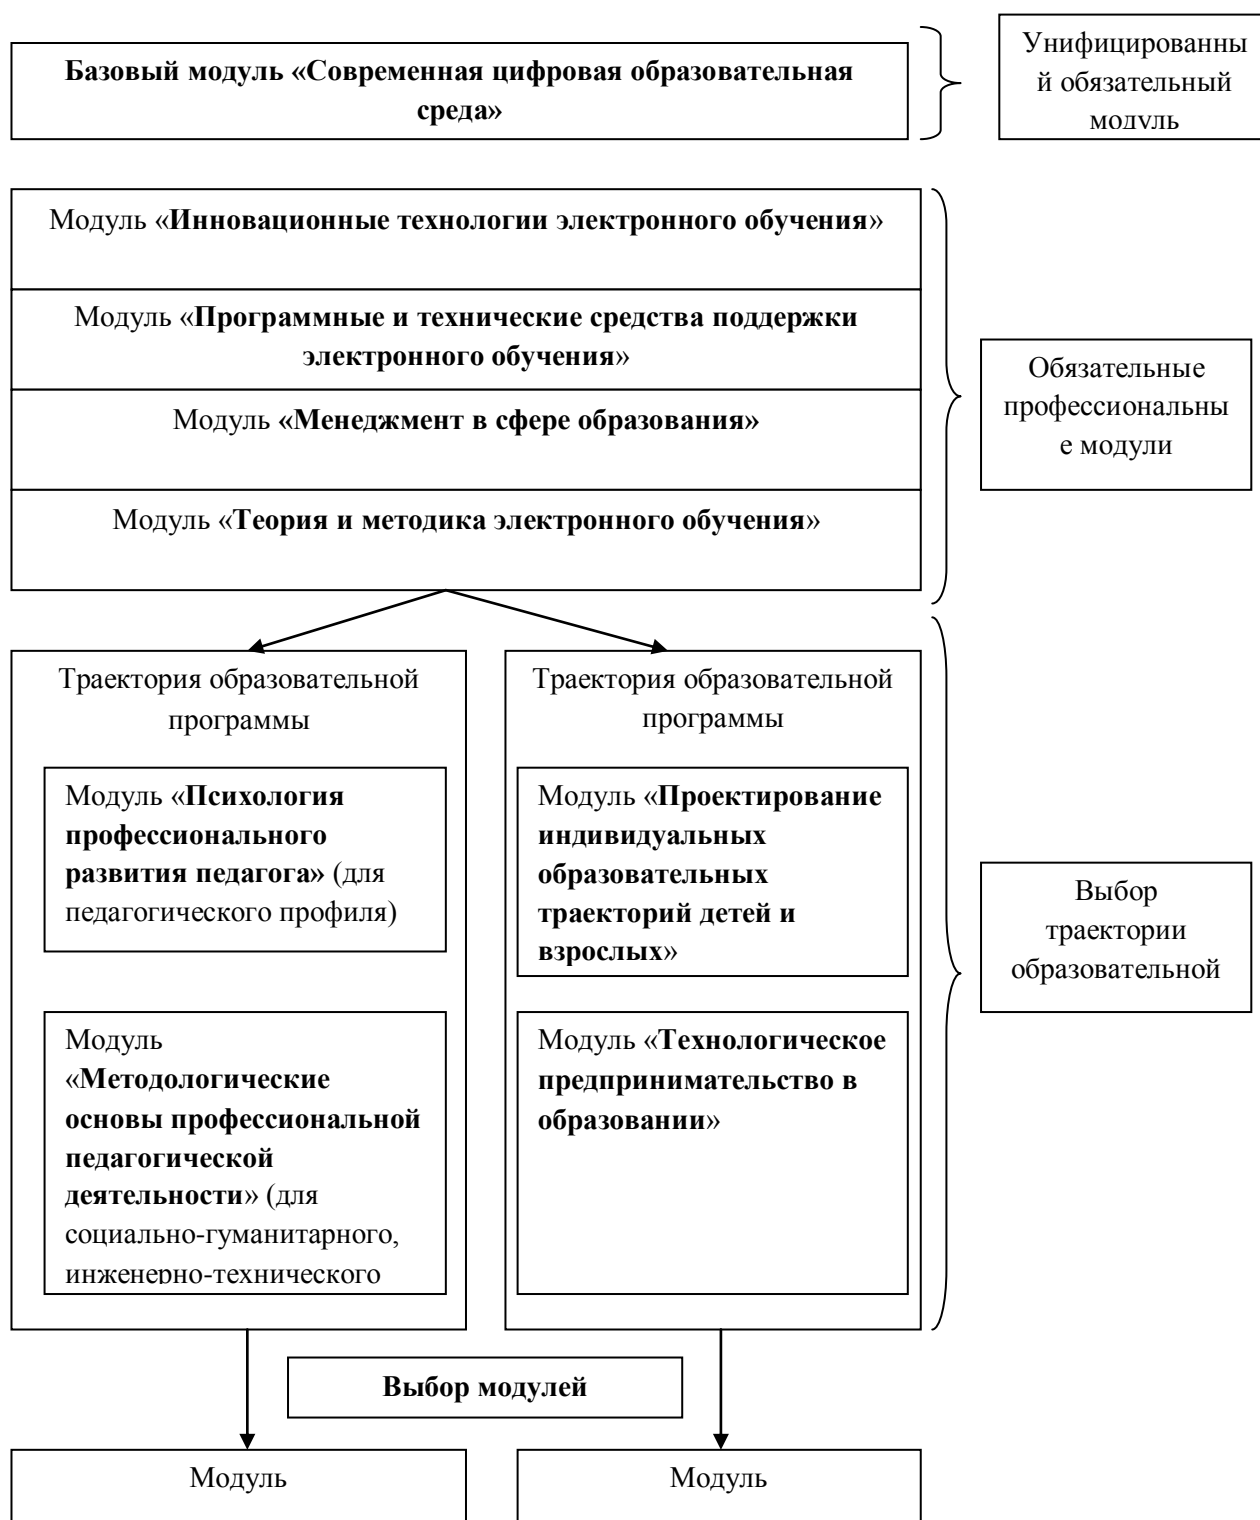 Базовый модуль «Современная цифровая образовательная
среда»
Унифицированны
й обязательный
модуль
Модуль «Инновационные технологии электронного обучения»
Модуль «Программные и технические средства поддержки
электронного обучения»
Модуль «Менеджмент в сфере образования»
Модуль «Теория и методика электронного обучения»
Обязательные
профессиональны
е модули
Траектория образовательной
программы
Модуль «Психология
профессионального
развития педагога» (для
педагогического профиля)
Модуль
«Методологические
основы профессиональной
педагогической
деятельности» (для
социально-гуманитарного,
инженерно-технического
Траектория образовательной
программы
Модуль «Проектирование
индивидуальных
образовательных
траекторий детей и
взрослых»
Модуль «Технологическое
предпринимательство в
образовании»
Выбор
траектории
образовательной
Выбор модулей
Модуль
Модуль